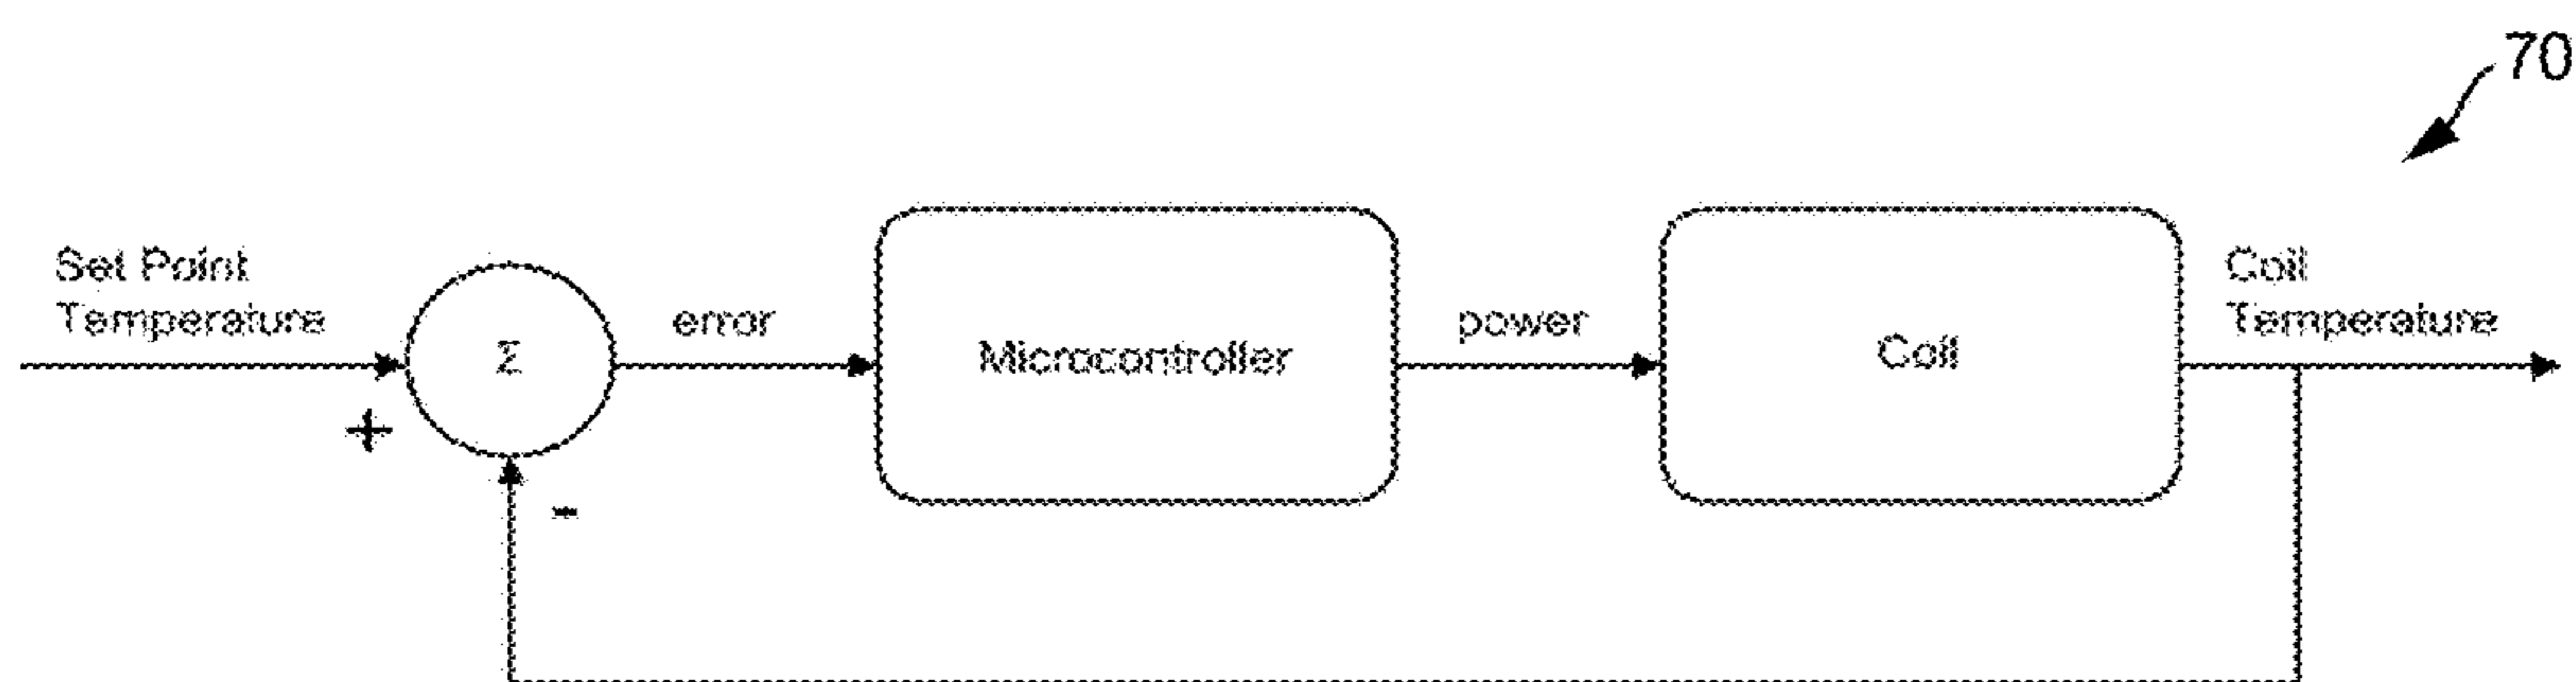 70
Set Point
Temperature
+
Σ
-
error
Microcontroller
power
Coil
Coil
Temperature